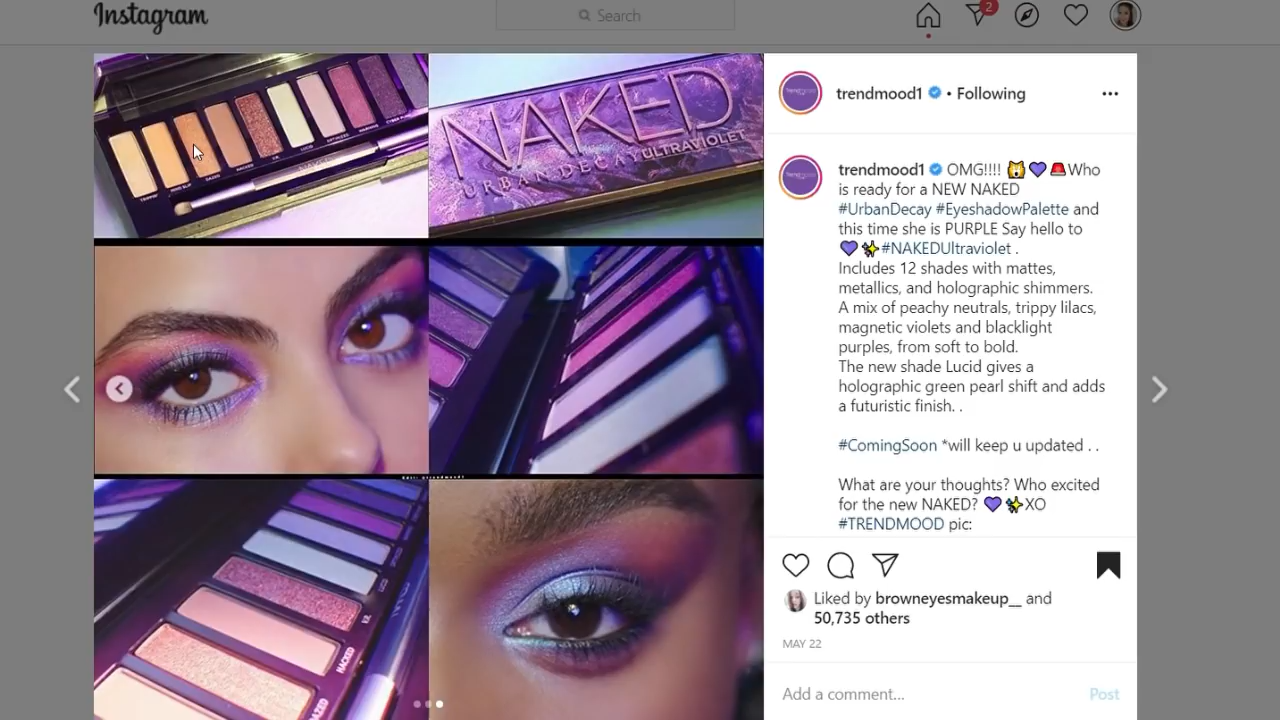 Instagram
Search
2
NAKED
URBAN DECAY ULTRAVIOLET
LUCID
HACKED
DAZED
trendmood1 • Following
trendmood1 OMG!!!! 🙀💜🚨Who
is ready for a NEW NAKED
#UrbanDecay #EyeshadowPalette and
this time she is PURPLE Say hello to
💜✨#NAKEDUltraviolet .
Includes 12 shades with mattes,
metallics, and holographic shimmers.
A mix of peachy neutrals, trippy lilacs,
magnetic violets and blacklight
purples, from soft to bold.
The new shade Lucid gives a
holographic green pearl shift and adds
a futuristic finish. .
#ComingSoon *will keep u updated . .
What are your thoughts? Who excited
for the new NAKED? 💜✨XO
#TRENDMOOD pic:
Liked by browneyesmakeup__ and
50,735 others
MAY 22
Add a comment...
Post